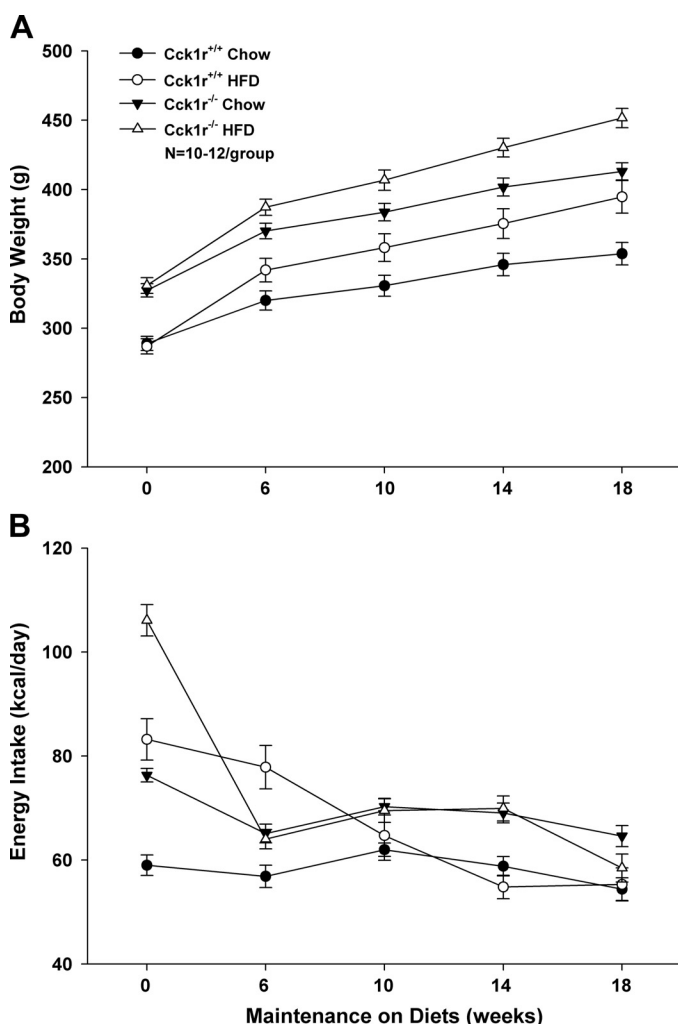 A
500
450
400
350
300
250
200
Body Weight (g)
Cck1r+/+ Chow
Cck1r+/+ HFD
Cck1r-/- Chow
Cck1r-/- HFD
N=10-12/group
0 6 10 14 18
B
120
100
80
60
40
Energy Intake (kcal/day)
0 6 10 14 18
Maintenance on Diets (weeks)